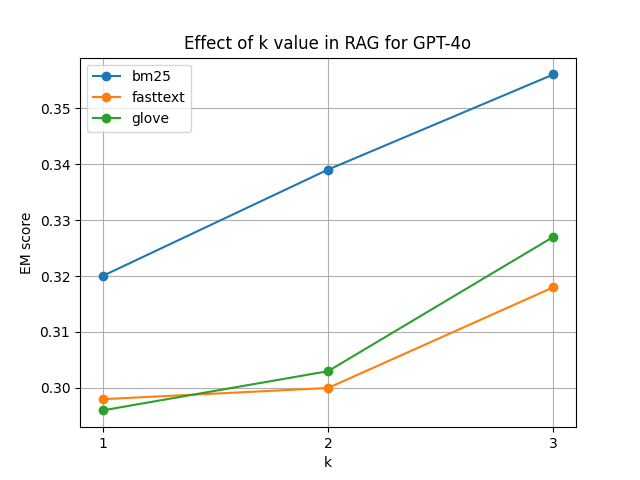 Effect of k value in RAG for GPT-4o
bm25
fasttext
glove
0.35
0.34
0.33
0.32
0.31
0.30
EM score
1 2 3
k